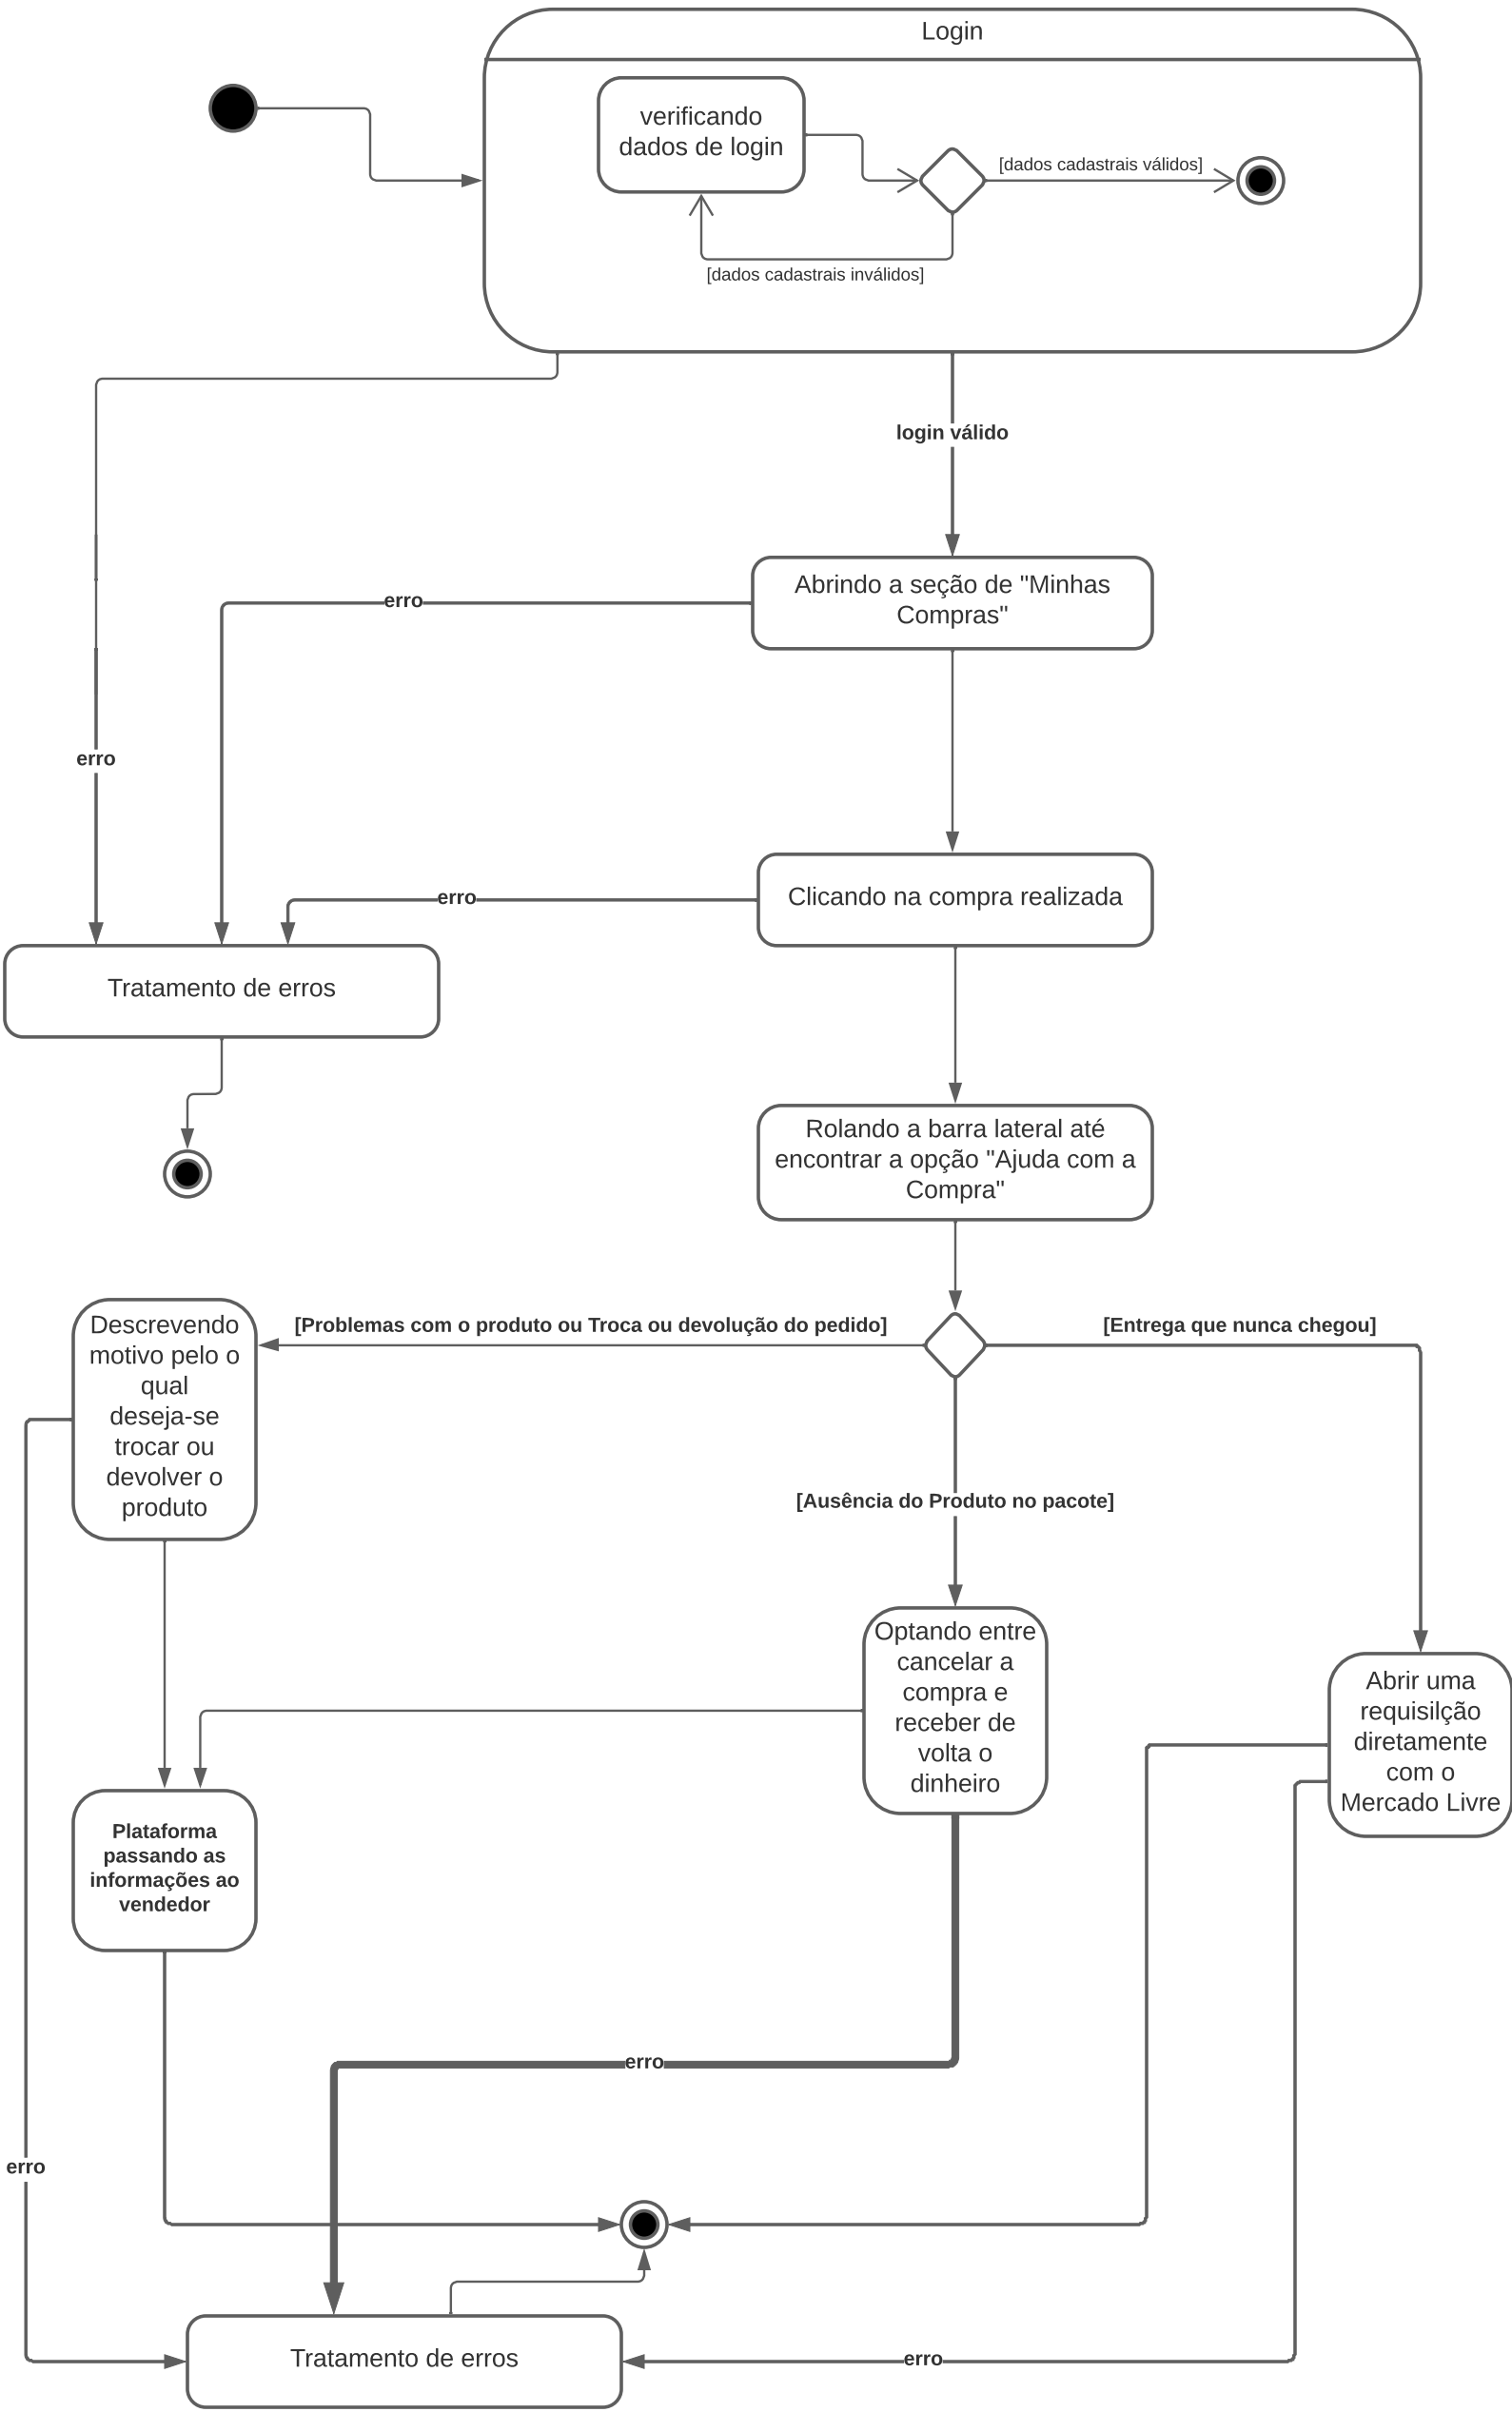 Login
verificando
dados de login
[dados cadastrais válidos]
[dados cadastrais inválidos]
login válido
Abrindo a seção de "Minhas
Compras"
erro
erro
Clicando na compra realizada
erro
Tratamento de erros
Rolando a barra lateral até
encontrar a opção "Ajuda com a
Compra"
[Problemas com o produto ou Troca ou devolução do pedido]
[Entrega que nunca chegou]
Descrevendo
motivo pelo o
qual
deseja-se
trocar ou
devolver o
produto
[Ausência do Produto no pacote]
Optando entre
cancelar a
compra e
receber de
volta o
dinheiro
Abrir uma
requisilção
diretamente
com o
Mercado Livre
Plataforma
passando as
informações ao
vendedor
erro
erro
Tratamento de erros
erro